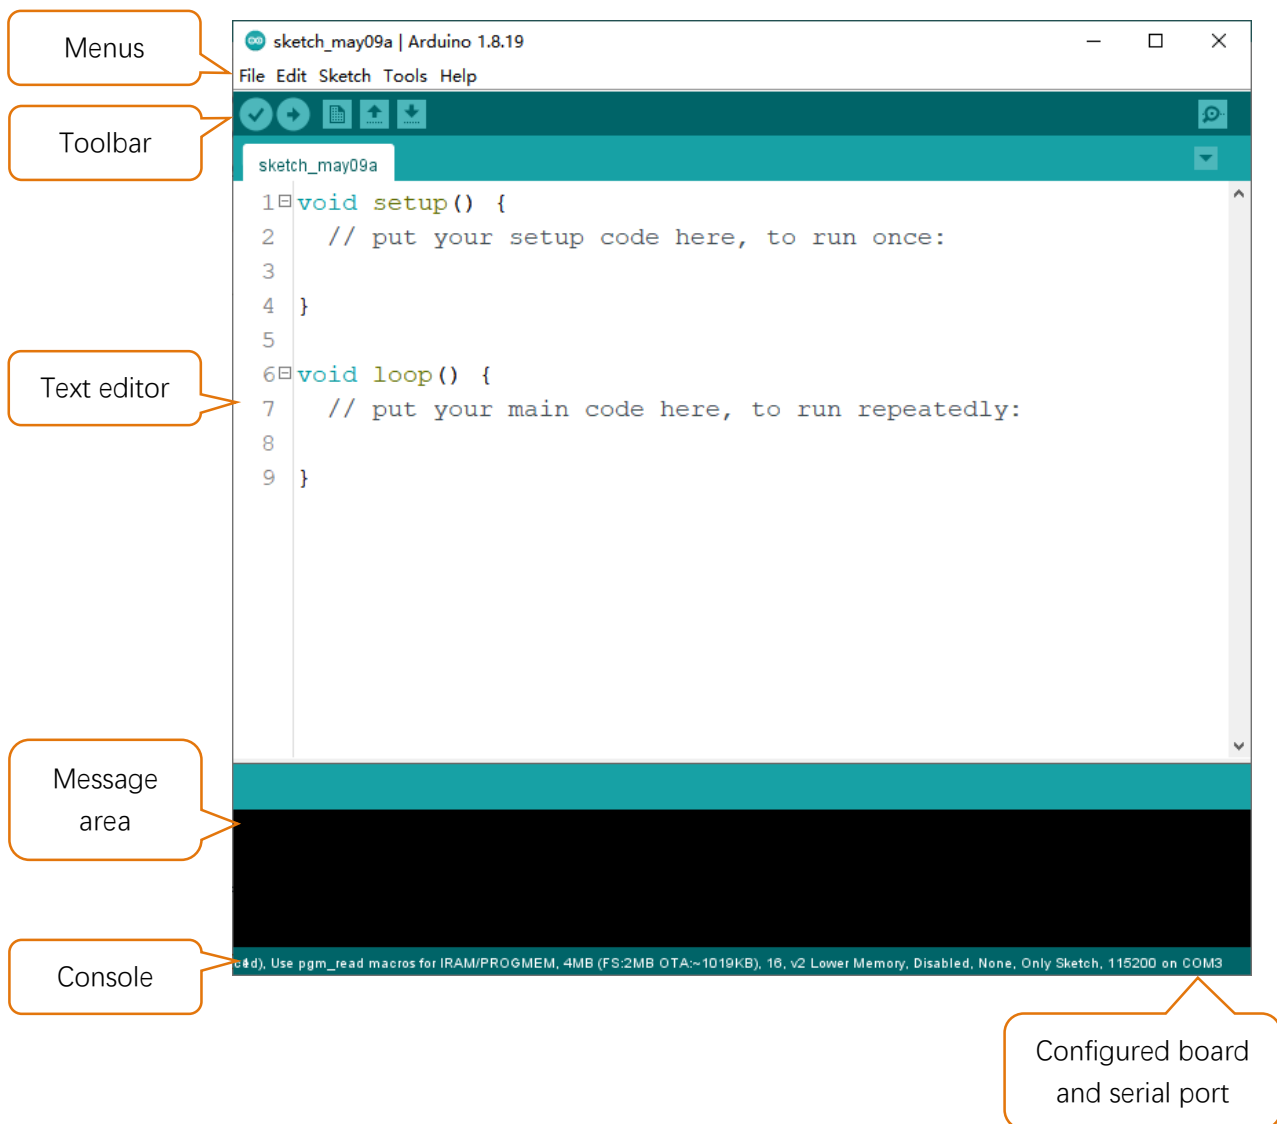 Menus
sketch_may09a | Arduino 1.8.19
File Edit Sketch Tools Help
Toolbar
sketch_may09a
1 void setup() {
2 // put your setup code here, to run once:
3
4 }
5
6 void loop() {
Text editor
7 // put your main code here, to run repeatedly:
8
9 }
Message
area
Console
d), Use pgm_read macros for IRAM/PROGMEM, 4MB (FS:2MB OTA:~1019KB), 16, v2 Lower Memory, Disabled, None, Only Sketch, 115200 on COM3
Configured board
and serial port